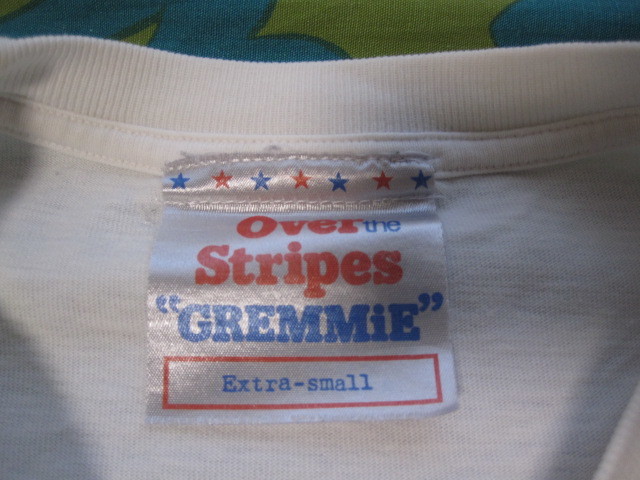 Over the
Stripes
“GREMMiE”
Extra-small